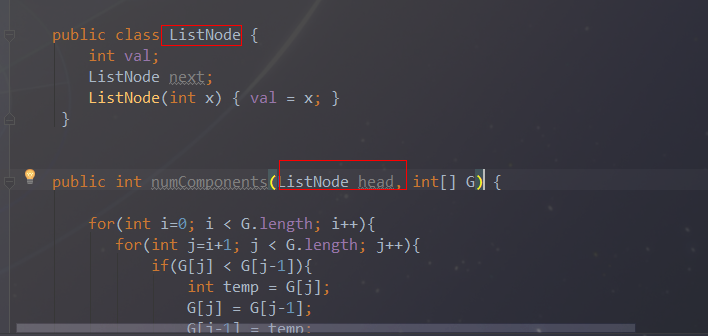 public class ListNode {
int val;
ListNode next;
ListNode(int x) { val = x; }
}
public int numComponents(ListNode head, int[] G) {
for(int i=0; i < G.length; i++){
for(int j=i+1; j < G.length; j++){
if(G[j] < G[j-1]){
int temp = G[j];
G[j] = G[j-1];
G[j-1] = temp;